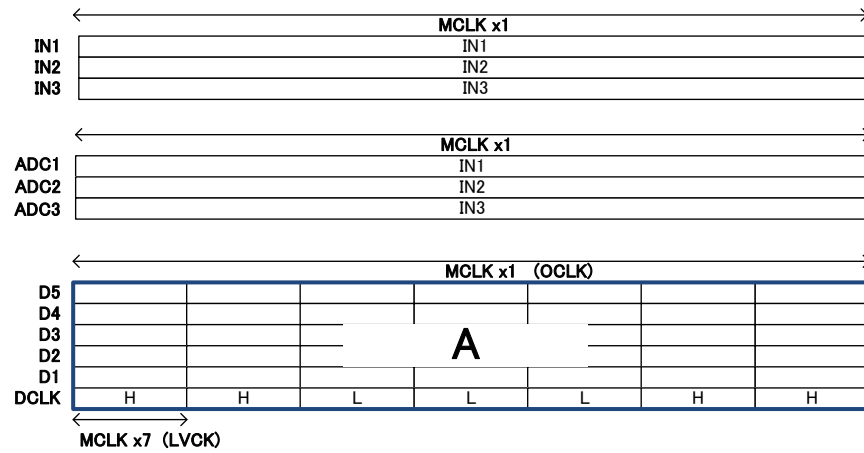 MCLK x1
IN1 IN1
IN2 IN2
IN3 IN3
MCLK x1
ADC1 IN1
ADC2 IN2
ADC3 IN3
MCLK x1 (OCLK)
D5
D4
D3
A
D2
D1
DCLK H H L L L H H
MCLK x7 (LVCK)